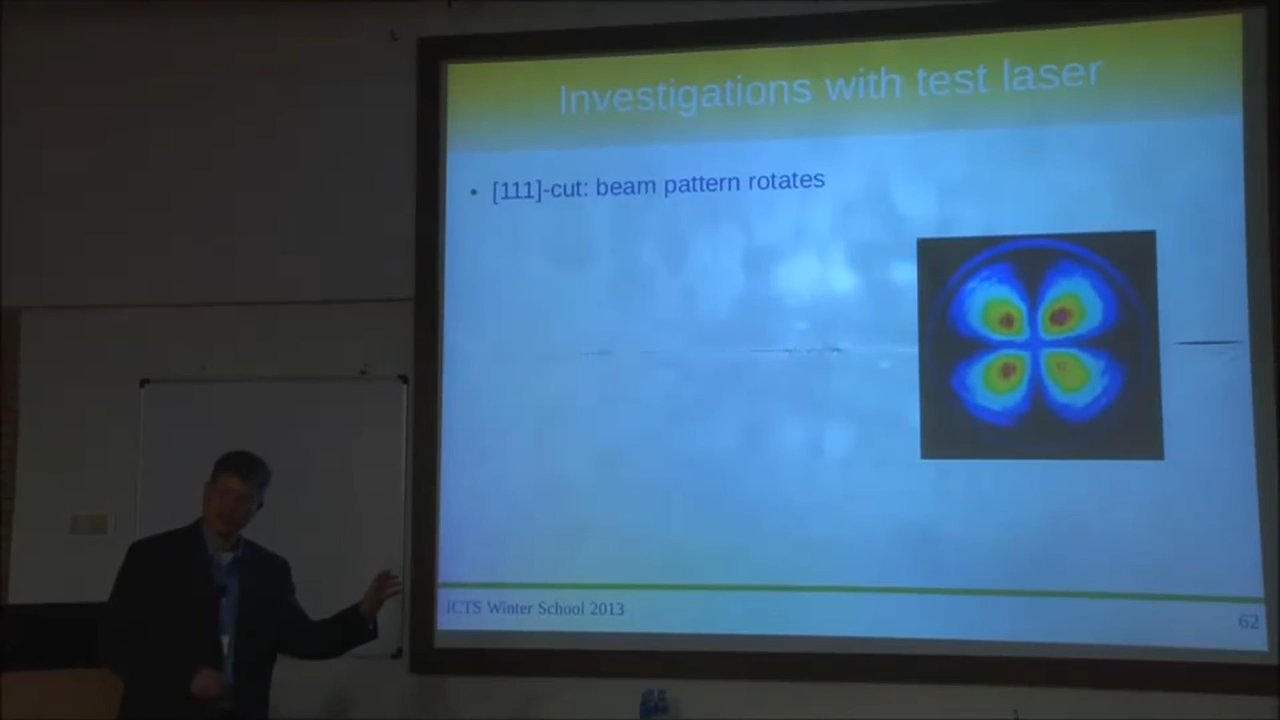 Investigations with test laser
• [111]-cut: beam pattern rotates
ICTS Winter School 2013
62